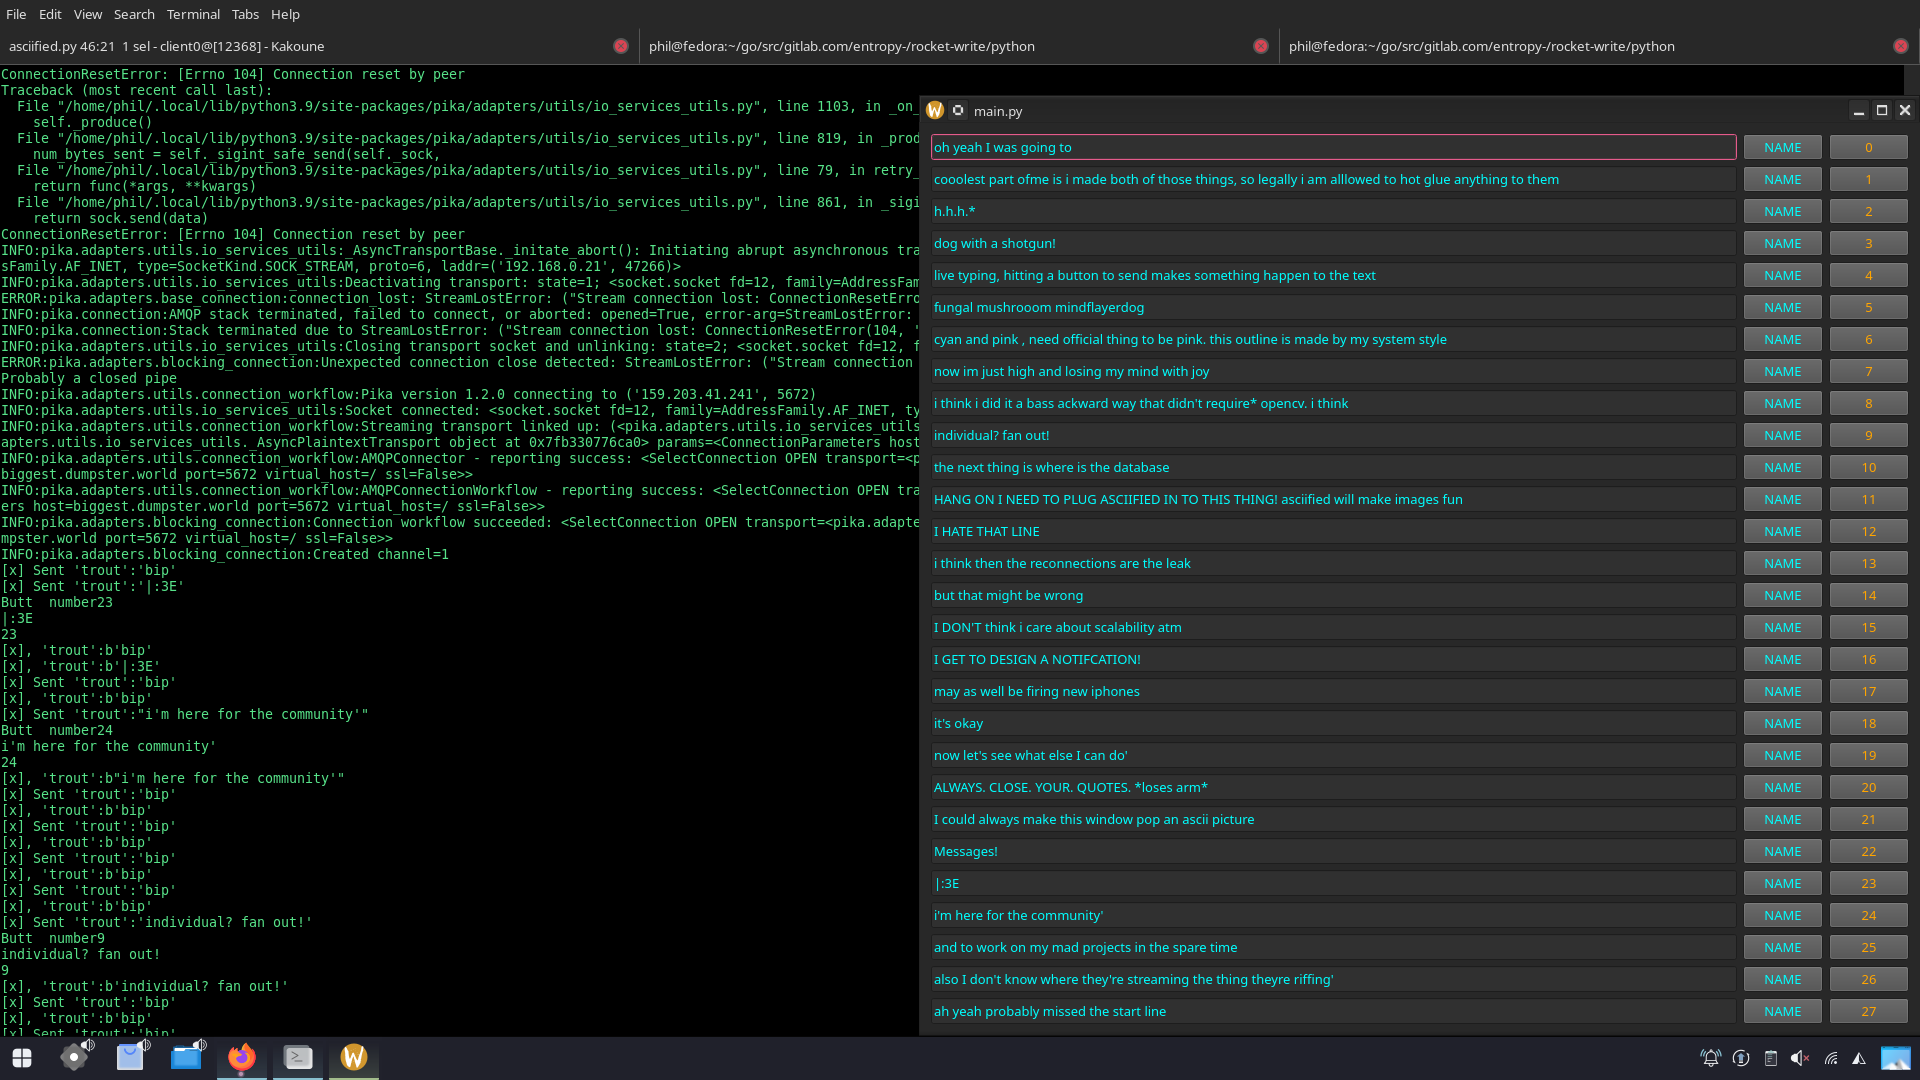 File Edit View Search Terminal Tabs Help
asciified.py 46:21 1 sel - client0@[12368] - Kakoune
phil@fedora:~/go/src/gitlab.com/entropy-/rocket-write/python
phil@fedora:~/go/src/gitlab.com/entropy-/rocket-write/python
ConnectionResetError: [Errno 104] Connection reset by peer
Traceback (most recent call last):
  File "/home/phil/.local/lib/python3.9/site-packages/pika/adapters/utils/io_services_utils.py", line 1103, in _on_
    self._produce()
  File "/home/phil/.local/lib/python3.9/site-packages/pika/adapters/utils/io_services_utils.py", line 819, in _prod
    num_bytes_sent = self._sigint_safe_send(self._sock,
  File "/home/phil/.local/lib/python3.9/site-packages/pika/adapters/utils/io_services_utils.py", line 79, in retry_
    return func(*args, **kwargs)
  File "/home/phil/.local/lib/python3.9/site-packages/pika/adapters/utils/io_services_utils.py", line 861, in _sigi
    return sock.send(data)
ConnectionResetError: [Errno 104] Connection reset by peer
INFO:pika.adapters.utils.io_services_utils:_AsyncTransportBase._initate_abort(): Initiating abrupt asynchronous tra
sFamily.AF_INET, type=SocketKind.SOCK_STREAM, proto=6, laddr=('192.168.0.21', 47266)>
INFO:pika.adapters.utils.io_services_utils:Deactivating transport: state=1; <socket.socket fd=12, family=AddressFam
ERROR:pika.adapters.base_connection:connection_lost: StreamLostError: ("Stream connection lost: ConnectionResetErro
INFO:pika.connection:AMQP stack terminated, failed to connect, or aborted: opened=True, error-arg=StreamLostError:
INFO:pika.connection:Stack terminated due to StreamLostError: ("Stream connection lost: ConnectionResetError(104, '
INFO:pika.adapters.utils.io_services_utils:Closing transport socket and unlinking: state=2; <socket.socket fd=12, f
ERROR:pika.adapters.blocking_connection:Unexpected connection close detected: StreamLostError: ("Stream connection
Probably a closed pipe
INFO:pika.adapters.utils.connection_workflow:Pika version 1.2.0 connecting to ('159.203.41.241', 5672)
INFO:pika.adapters.utils.io_services_utils:Socket connected: <socket.socket fd=12, family=AddressFamily.AF_INET, ty
INFO:pika.adapters.utils.connection_workflow:Streaming transport linked up: (<pika.adapters.utils.io_services_utils
apters.utils.io_services_utils._AsyncPlaintextTransport object at 0x7fb330776ca0> params=<ConnectionParameters host
INFO:pika.adapters.utils.connection_workflow:AMQPConnector - reporting success: <SelectConnection OPEN transport=<p
biggest.dumpster.world port=5672 virtual_host=/ ssl=False>>
INFO:pika.adapters.utils.connection_workflow:AMQPConnectionWorkflow - reporting success: <SelectConnection OPEN tra
ers host=biggest.dumpster.world port=5672 virtual_host=/ ssl=False>>
INFO:pika.adapters.blocking_connection:Connection workflow succeeded: <SelectConnection OPEN transport=<pika.adapte
mpster.world port=5672 virtual_host=/ ssl=False>>
INFO:pika.adapters.blocking_connection:Created channel=1
[x] Sent 'trout':'bip'
[x] Sent 'trout':'|:3E'
Butt  number23
|:3E
23
[x], 'trout':b'bip'
[x], 'trout':b'|:3E'
[x] Sent 'trout':'bip'
[x], 'trout':b'bip'
[x] Sent 'trout':"i'm here for the community'"
Butt  number24
i'm here for the community'
24
[x], 'trout':b"i'm here for the community'"
[x] Sent 'trout':'bip'
[x], 'trout':b'bip'
[x] Sent 'trout':'bip'
[x], 'trout':b'bip'
[x] Sent 'trout':'bip'
[x], 'trout':b'bip'
[x] Sent 'trout':'bip'
[x], 'trout':b'bip'
[x] Sent 'trout':'individual? fan out!'
Butt  number9
individual? fan out!
9
[x], 'trout':b'individual? fan out!'
[x] Sent 'trout':'bip'
[x], 'trout':b'bip'
[x] Sent 'trout':'bip'
main.py
oh yeah I was going to NAME 0
cooolest part ofme is i made both of those things, so legally i am alllowed to hot glue anything to them NAME 1
h.h.h.* NAME 2
dog with a shotgun! NAME 3
live typing, hitting a button to send makes something happen to the text NAME 4
fungal mushrooom mindflayerdog NAME 5
cyan and pink , need official thing to be pink. this outline is made by my system style NAME 6
now im just high and losing my mind with joy NAME 7
i think i did it a bass ackward way that didn't require* opencv. i think NAME 8
individual? fan out! NAME 9
the next thing is where is the database NAME 10
HANG ON I NEED TO PLUG ASCIIFIED IN TO THIS THING! asciified will make images fun NAME 11
I HATE THAT LINE NAME 12
i think then the reconnections are the leak NAME 13
but that might be wrong NAME 14
I DON'T think i care about scalability atm NAME 15
I GET TO DESIGN A NOTIFCATION! NAME 16
may as well be firing new iphones NAME 17
it's okay NAME 18
now let's see what else I can do' NAME 19
ALWAYS. CLOSE. YOUR. QUOTES. *loses arm* NAME 20
I could always make this window pop an ascii picture NAME 21
Messages! NAME 22
|:3E NAME 23
i'm here for the community' NAME 24
and to work on my mad projects in the spare time NAME 25
also I don't know where they're streaming the thing theyre riffing' NAME 26
ah yeah probably missed the start line NAME 27